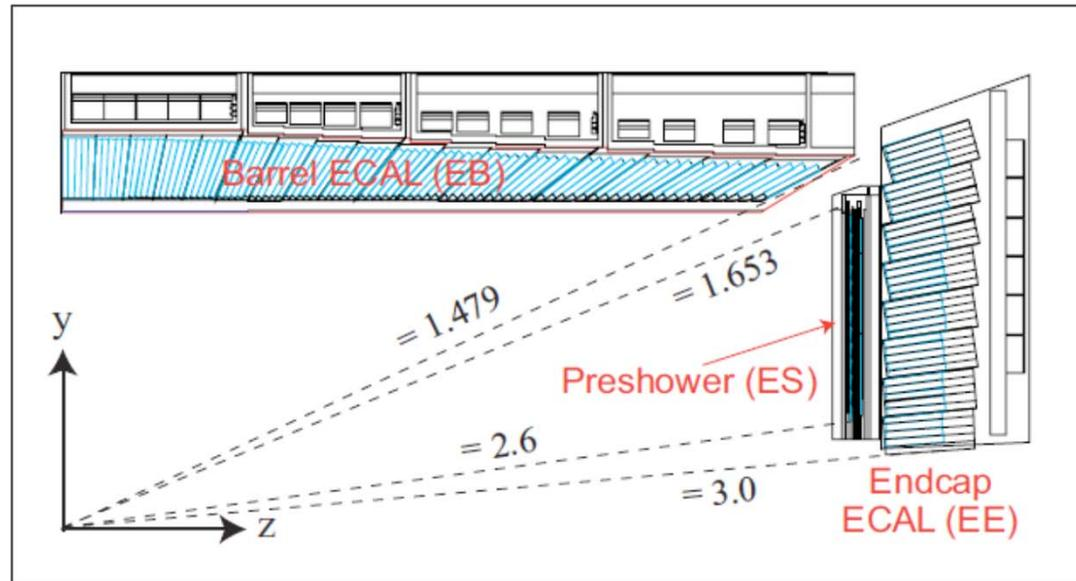 Barrel ECAL (EB)
= 1.479
= 1.653
y
Preshower (ES)
= 2.6
= 3.0
z
Endcap
ECAL (EE)